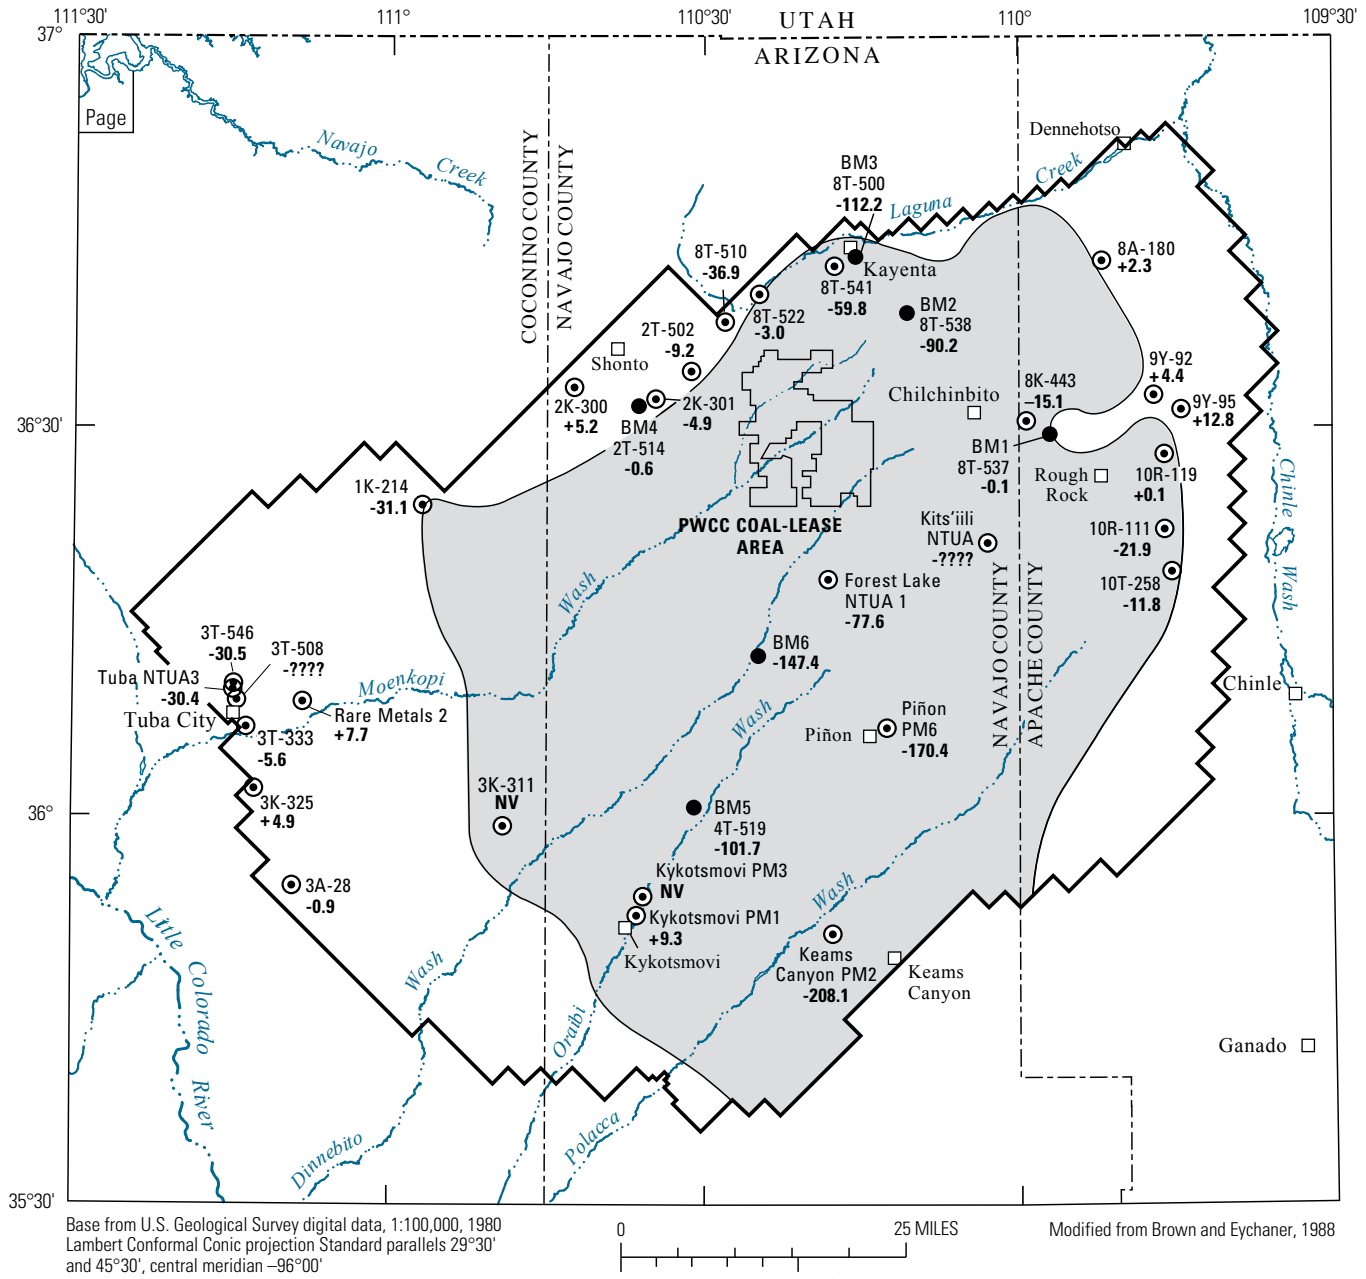 111°30'
111°
110°30'
110°
109°30'
37°
UTAH
ARIZONA
Page
Navajo
Creek
COCONINO COUNTY
NAVAJO COUNTY
Dennehotso
BM3
8T-500
-112.2
Laguna
Creek
8T-510
-36.9
Kayenta
8A-180
+2.3
8T-541
-59.8
8T-522
-3.0
BM2
8T-538
-90.2
2T-502
-9.2
Shonto
9Y-92
+4.4
9Y-95
+12.8
2K-300
+5.2
2K-301
-4.9
BM4
2T-514
-0.6
Chilchinbito
8K-443
–15.1
36°30'
BM1
8T-537
-0.1
Rough
Rock
10R-119
+0.1
1K-214
-31.1
PWCC COAL-LEASE
AREA
Kits'iili
NTUA
-????
10R-111
-21.9
10T-258
-11.8
Chinle Wash
Forest Lake
NTUA 1
-77.6
Wash
NAVAJO COUNTY
APACHE COUNTY
3T-546
-30.5
3T-508
-????
BM6
-147.4
Tuba NTUA3
-30.4
Moenkopi
Chinle
Tuba City
Rare Metals 2
+7.7
Wash
Piñon
Piñon
PM6
-170.4
3T-333
-5.6
3K-325
+4.9
3K-311
NV
36°
BM5
4T-519
-101.7
Kykotsmovi PM3
NV
3A-28
-0.9
Wash
Kykotsmovi PM1
+9.3
Little Colorado River
Wash
Kykotsmovi
Keams
Canyon PM2
-208.1
Keams
Canyon
Oraibi
Ganado
Polacca
Dinnebito
35°30'
Base from U.S. Geological Survey digital data, 1:100,000, 1980
Lambert Conformal Conic projection Standard parallels 29°30'
and 45°30', central meridian –96°00'
0
25 MILES
Modified from Brown and Eychaner, 1988